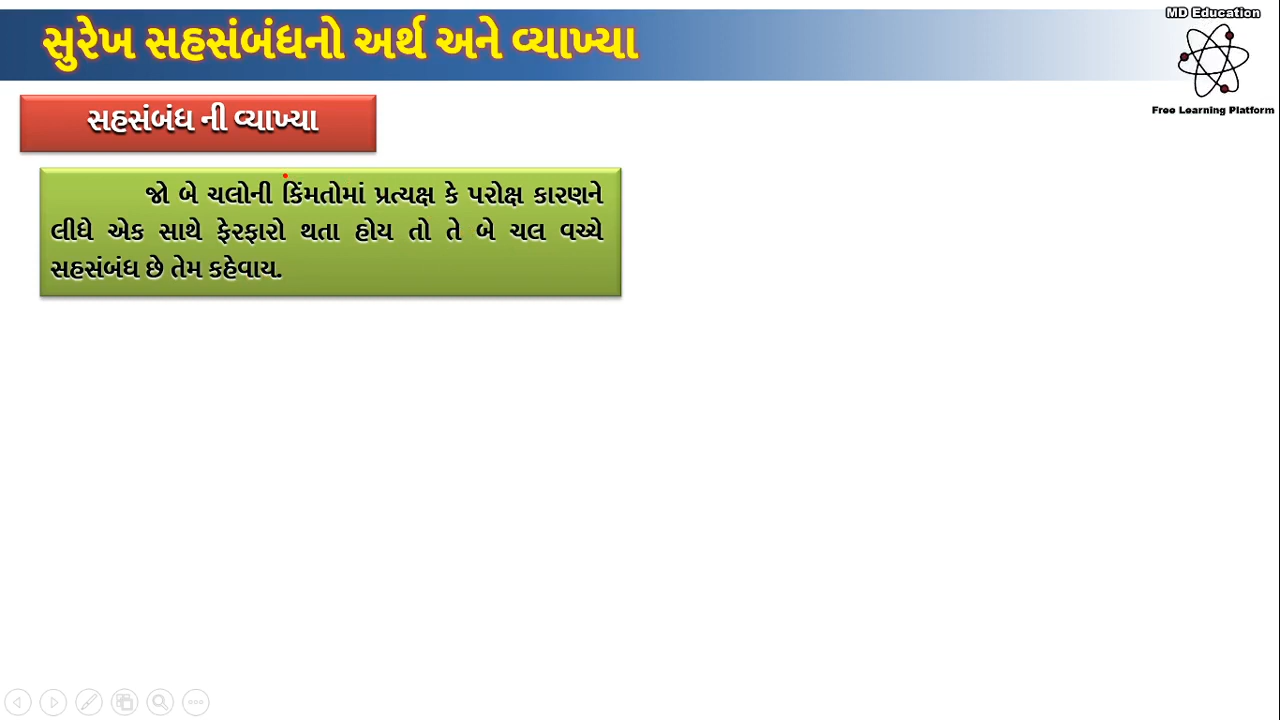 સુરેખ સહસંબંધનો અર્થ અને વ્યાખ્યા
MD Education
Free Learning Platform
સહસંબંધ ની વ્યાખ્યા
જો બે ચલોની કિંમતોમાં પ્રત્યક્ષ કે પરોક્ષ કારણને
લીધે એક સાથે ફેરફારો થતા હોય તો તે બે ચલ વચ્ચે
સહસંબંધ છે તેમ કહેવાય.